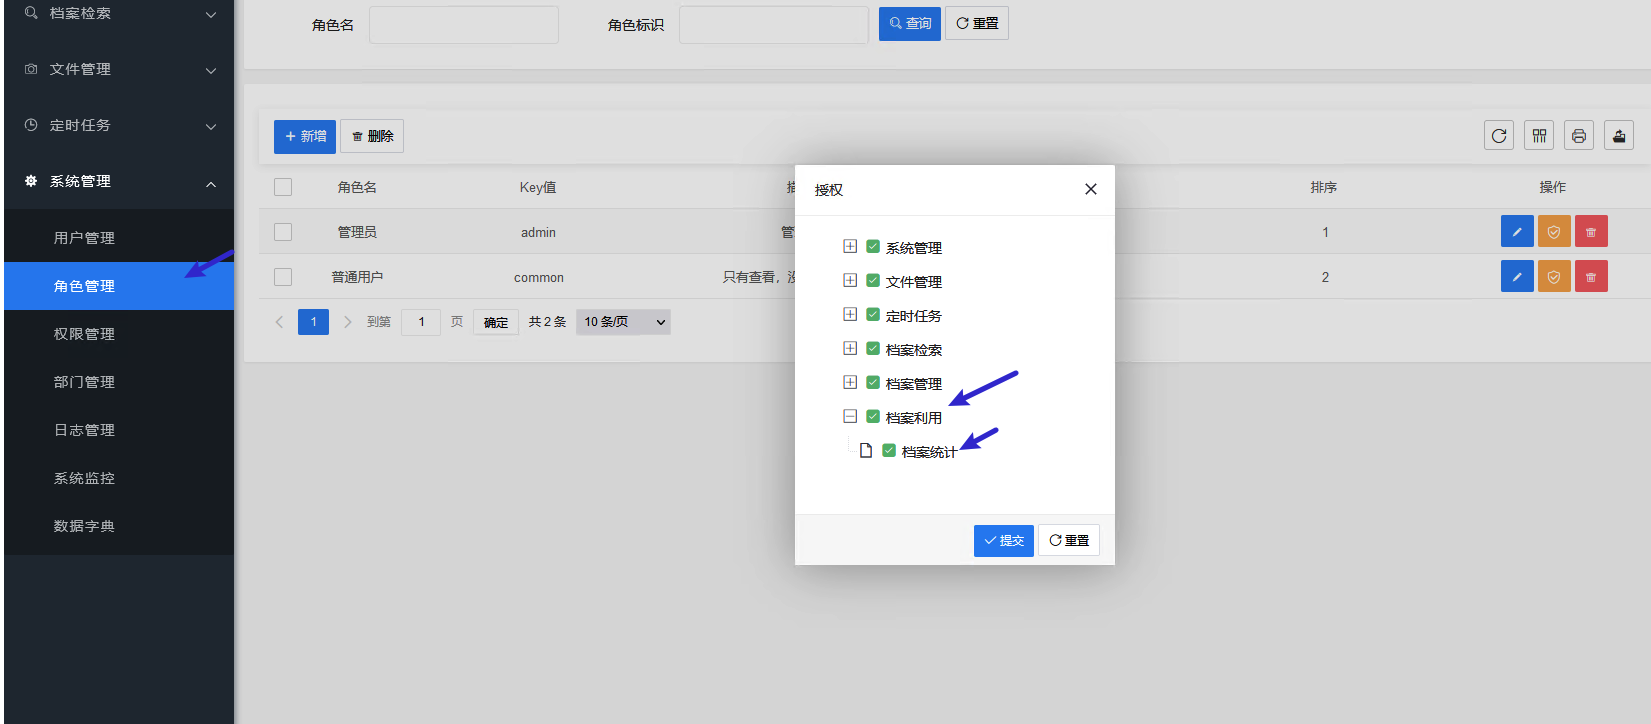 档案检索
文件管理
定时任务
系统管理
用户管理
角色管理
权限管理
部门管理
日志管理
系统监控
数据字典
角色名 角色标识 查询 重置
新增 删除
角色名 Key值 排序 操作
管理员 admin 管 1
普通用户 common 只有查看，没 2
1 到第 1 页 确定 共 2 条 10 条/页
授权
系统管理
文件管理
定时任务
档案检索
档案管理
档案利用
档案统计
提交 重置